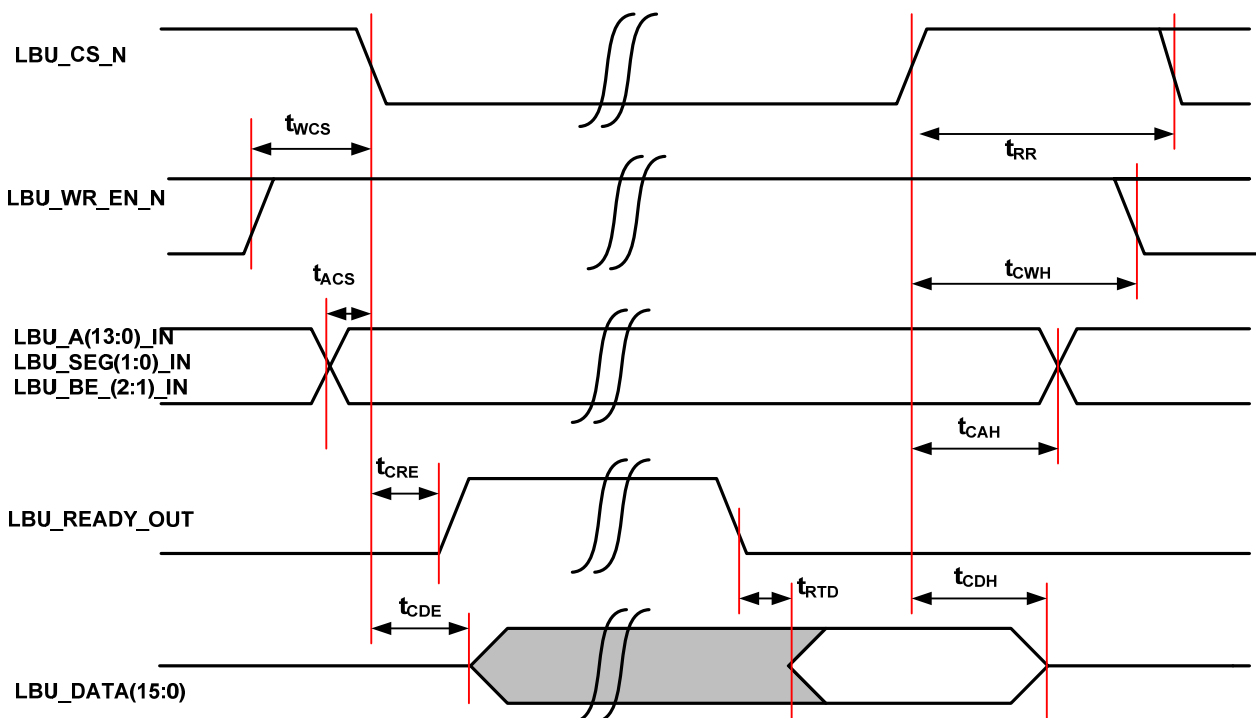 LBU_CS_N
tWCS
tRR
LBU_WR_EN_N
tACS
tCWH
LBU_A(13:0)_IN
LBU_SEG(1:0)_IN
LBU_BE_(2:1)_IN
tCAH
tCRE
LBU_READY_OUT
tRTD
tCDH
tCDE
LBU_DATA(15:0)